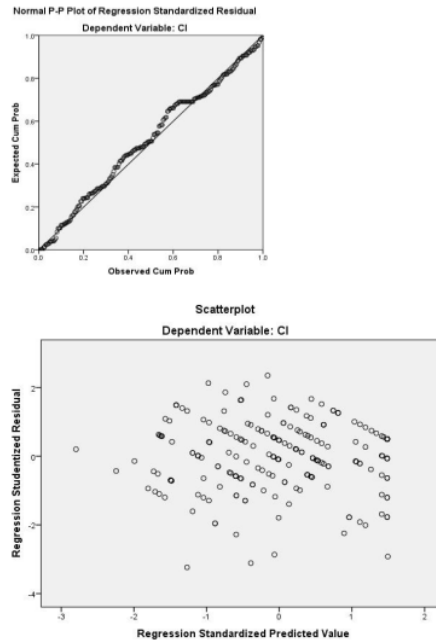 Normal P-P Plot of Regression Standardized Residual
Dependent Variable: CI
1.0
0.8
0.6
0.4
0.2
0.0
Expected Cum Prob
0.0 0.2 0.4 0.6 0.8 1.0
Observed Cum Prob
Scatterplot
Dependent Variable: CI
2
0
-2
-4
Regression Studentized Residual
-3 -2 -1 0 1 2
Regression Standardized Predicted Value